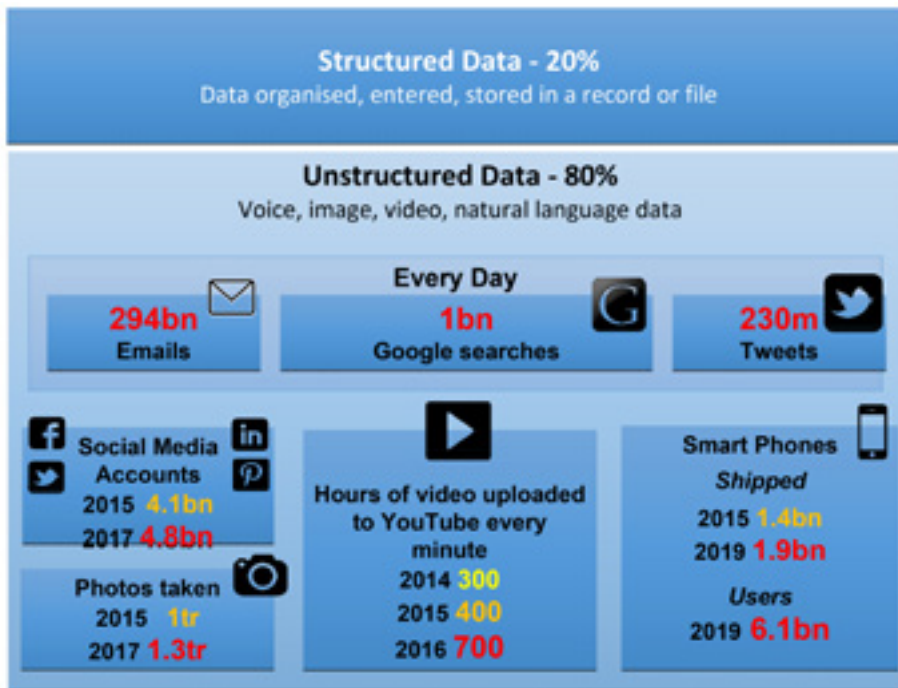 Structured Data - 20%
Data organised, entered, stored in a record or file
Unstructured Data - 80%
Voice, image, video, natural language data
Every Day
294bn
Emails
1bn
Google searches
G
230m
Tweets
f
in
Social Media
Accounts
2015 4.1bn
2017 4.8bn
Photos taken
2015 1tr
2017 1.3tr
Hours of video uploaded
to YouTube every
minute
2014 300
2015 400
2016 700
Smart Phones
Shipped
2015 1.4bn
2019 1.9bn
Users
2019 6.1bn